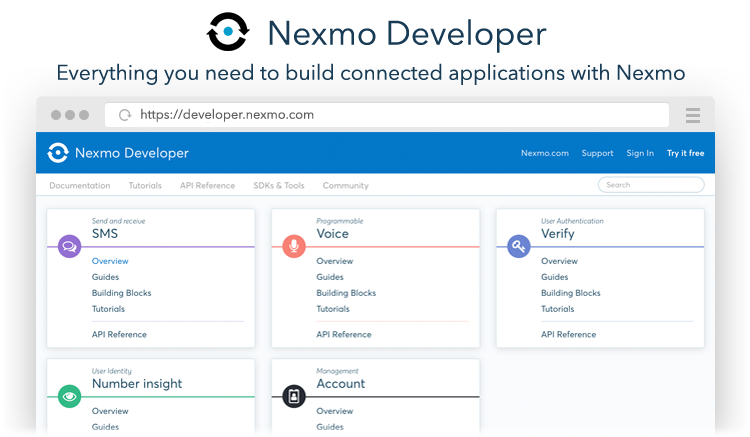 Nexmo Developer
Everything you need to build connected applications with Nexmo
https://developer.nexmo.com
Nexmo Developer
Nexmo.com Support Sign In Try it free
Documentation Tutorials API Reference SDKs & Tools Community Search
Send and receive
SMS
Overview
Guides
Building Blocks
Tutorials
API Reference
Programmable
Voice
Overview
Guides
Building Blocks
Tutorials
API Reference
User Authentication
Verify
Overview
Guides
Building Blocks
Tutorials
API Reference
User Identity
Number insight
Overview
Guides
Management
Account
Overview
Guides